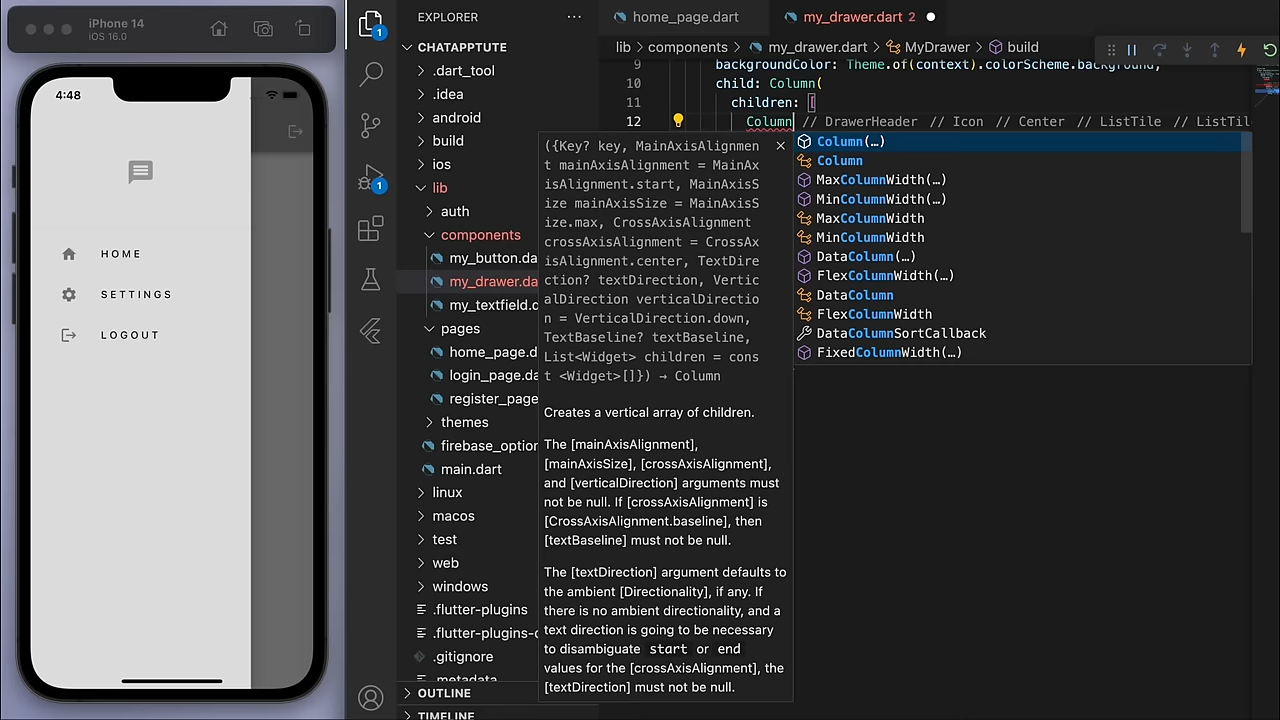 iPhone 14
iOS 16.0
4:48
HOME
SETTINGS
LOGOUT
1
1
EXPLORER
CHATAPPTUTE
.dart_tool
.idea
android
build
ios
lib
auth
components
my_button.da
my_drawer.da
my_textfield.d
pages
home_page.d
login_page.da
register_page
themes
firebase_option
main.dart
linux
macos
test
web
windows
.flutter-plugins
.flutter-plugins-d
.gitignore
.metadata
OUTLINE
TIMELINE
home_page.dart
my_drawer.dart 2
lib > components > my_drawer.dart > MyDrawer > build
9 backgroundColor: Theme.of(context).colorScheme.background,
10 child: Column(
11 children: [
12 Column // DrawerHeader // Icon // Center // ListTile // ListTil
({Key? key, MainAxisAlignmen
t mainAxisAlignment = MainAx
isAlignment.start, MainAxisS
ize mainAxisSize = MainAxisS
ize.max, CrossAxisAlignment
crossAxisAlignment = CrossAx
isAlignment.center, TextDire
ction? textDirection, Vertic
alDirection verticalDirectio
n = VerticalDirection.down,
TextBaseline? textBaseline,
List<Widget> children = cons
t <Widget>[]}) → Column
Creates a vertical array of children.
The [mainAxisAlignment],
[mainAxisSize], [crossAxisAlignment],
and [verticalDirection] arguments must
not be null. If [crossAxisAlignment] is
[CrossAxisAlignment.baseline], then
[textBaseline] must not be null.
The [textDirection] argument defaults to
the ambient [Directionality], if any. If
there is no ambient directionality, and a
text direction is going to be necessary
to disambiguate start or end
values for the [crossAxisAlignment], the
[textDirection] must not be null.
Column(…)
Column
MaxColumnWidth(…)
MinColumnWidth(…)
MaxColumnWidth
MinColumnWidth
DataColumn(…)
FlexColumnWidth(…)
DataColumn
FlexColumnWidth
DataColumnSortCallback
FixedColumnWidth(…)